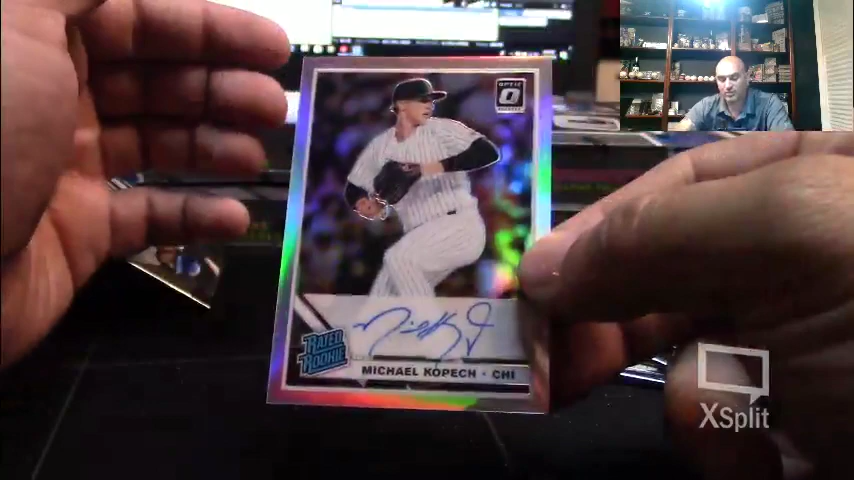 OPTIC
RATED
ROOKIE
MICHAEL KOPECH • CHI
XSplit